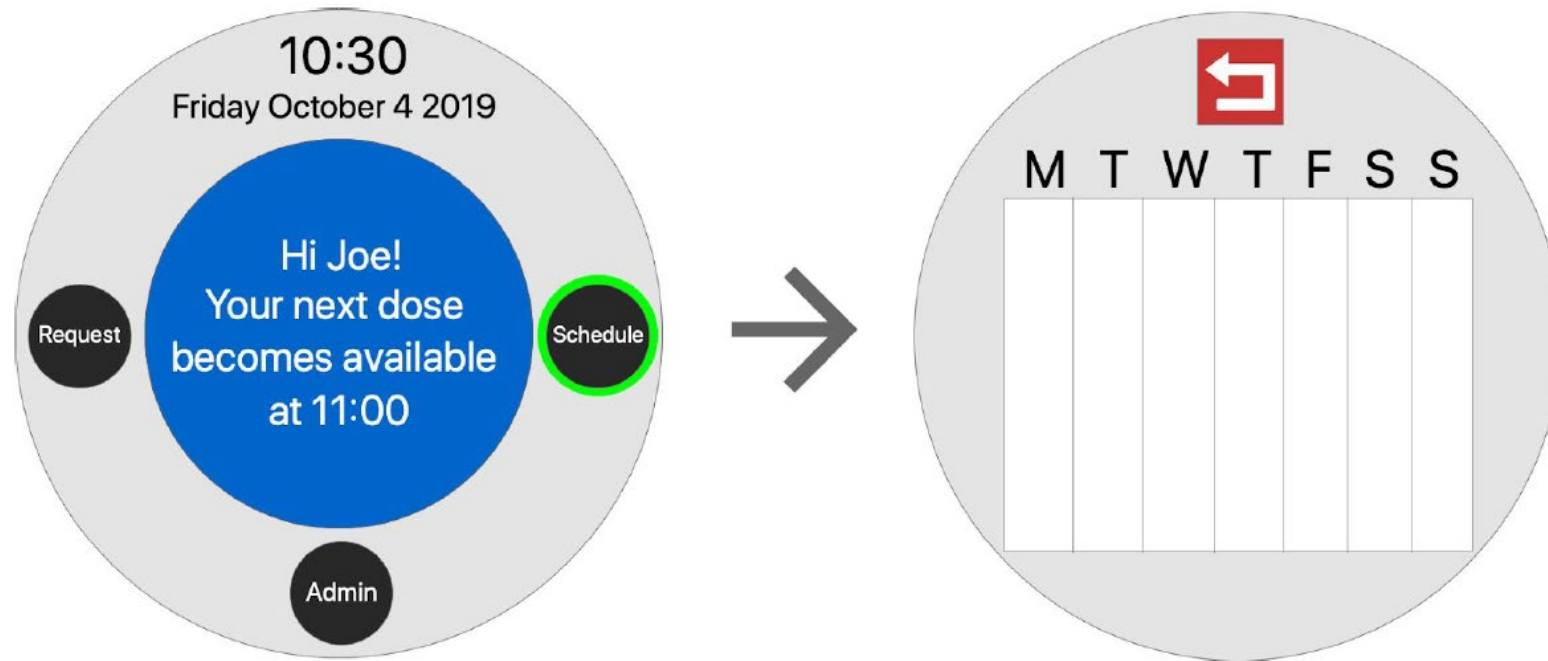 10:30
Friday October 4 2019
Hi Joe!
Your next dose
becomes available
at 11:00
Request
Schedule
Admin
M T W T F S S